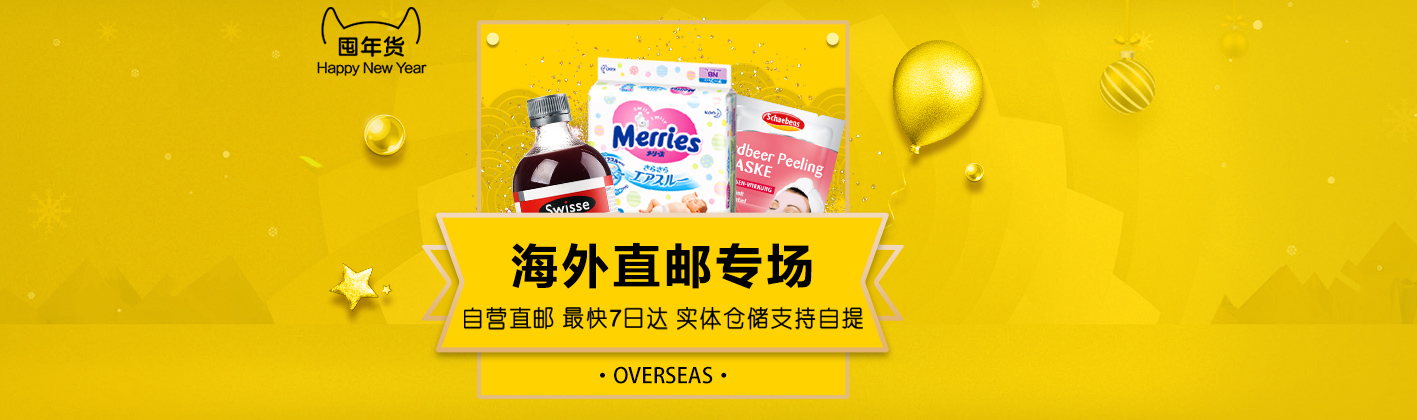 囤年货
Happy New Year
Merries
メリーズ
さらさら
エアスルー
NB
Kao
Schaebens
dbeer Peeling
ASKE
Swisse
海外直邮专场
自营直邮 最快7日达 实体仓储支持自提
• OVERSEAS •